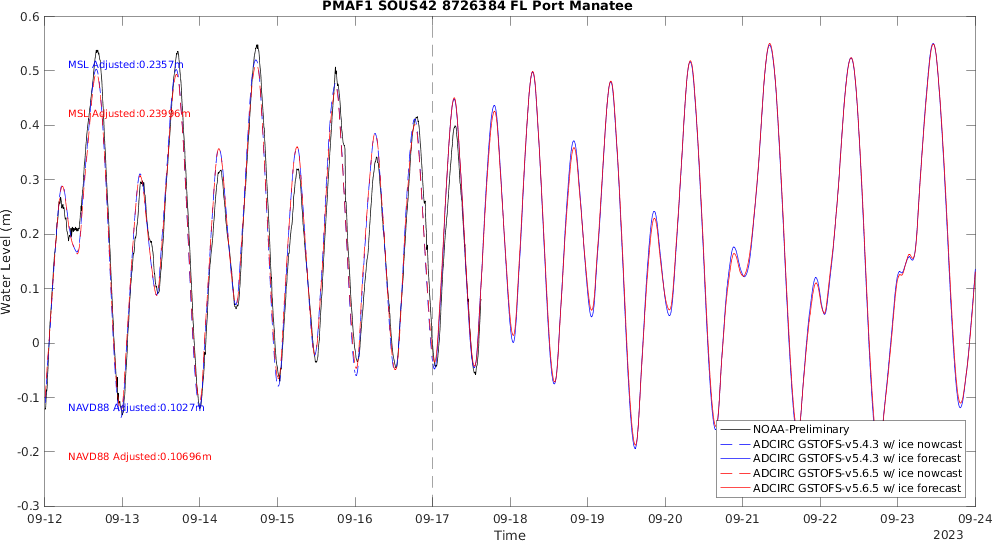 PMAF1 SOUS42 8726384 FL Port Manatee
0.6
0.5
0.4
0.3
0.2
0.1
0
-0.1
-0.2
-0.3
Water Level (m)
MSL Adjusted:0.2357m
MSL Adjusted:0.23996m
NAVD88 Adjusted:0.1027m
NAVD88 Adjusted:0.10696m
NOAA-Preliminary
ADCIRC GSTOFS-v5.4.3 w/ ice nowcast
ADCIRC GSTOFS-v5.4.3 w/ ice forecast
ADCIRC GSTOFS-v5.6.5 w/ ice nowcast
ADCIRC GSTOFS-v5.6.5 w/ ice forecast
09-12 09-13 09-14 09-15 09-16 09-17 09-18 09-19 09-20 09-21 09-22 09-23 09-24
Time
2023